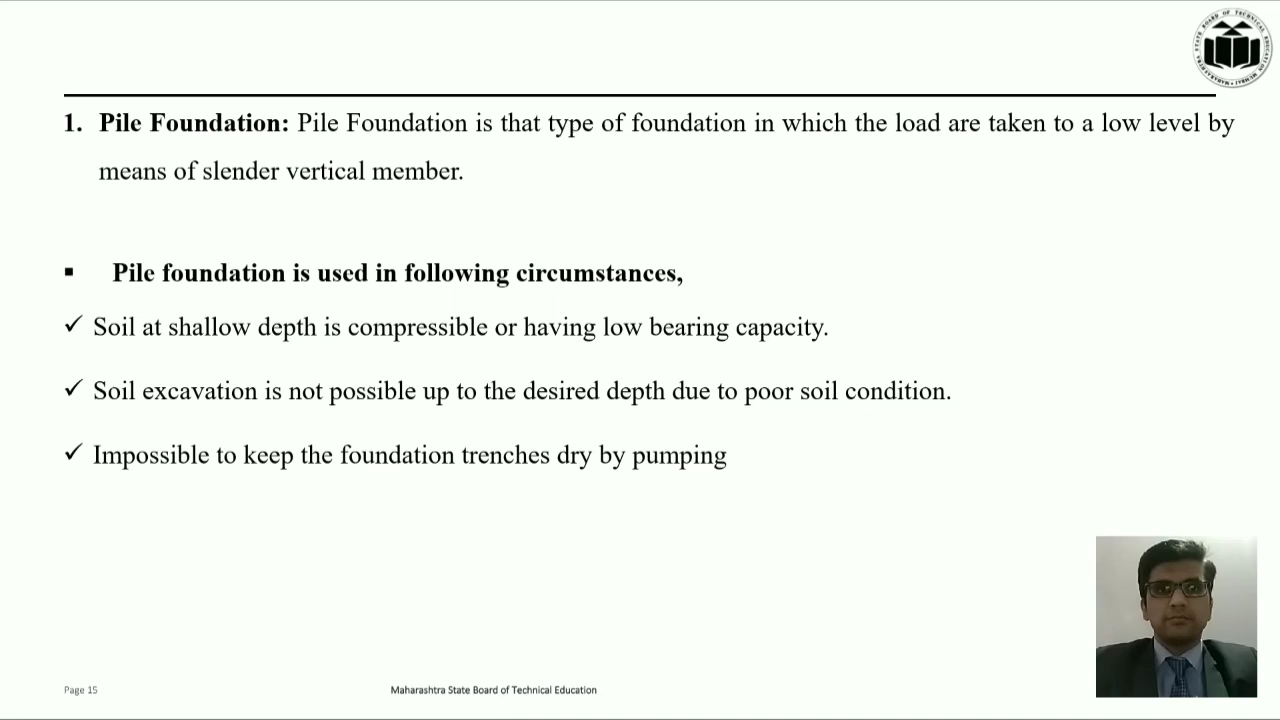 1. Pile Foundation: Pile Foundation is that type of foundation in which the load are taken to a low level by
means of slender vertical member.
▪ Pile foundation is used in following circumstances,
✓ Soil at shallow depth is compressible or having low bearing capacity.
✓ Soil excavation is not possible up to the desired depth due to poor soil condition.
✓ Impossible to keep the foundation trenches dry by pumping
Page 15
Maharashtra State Board of Technical Education